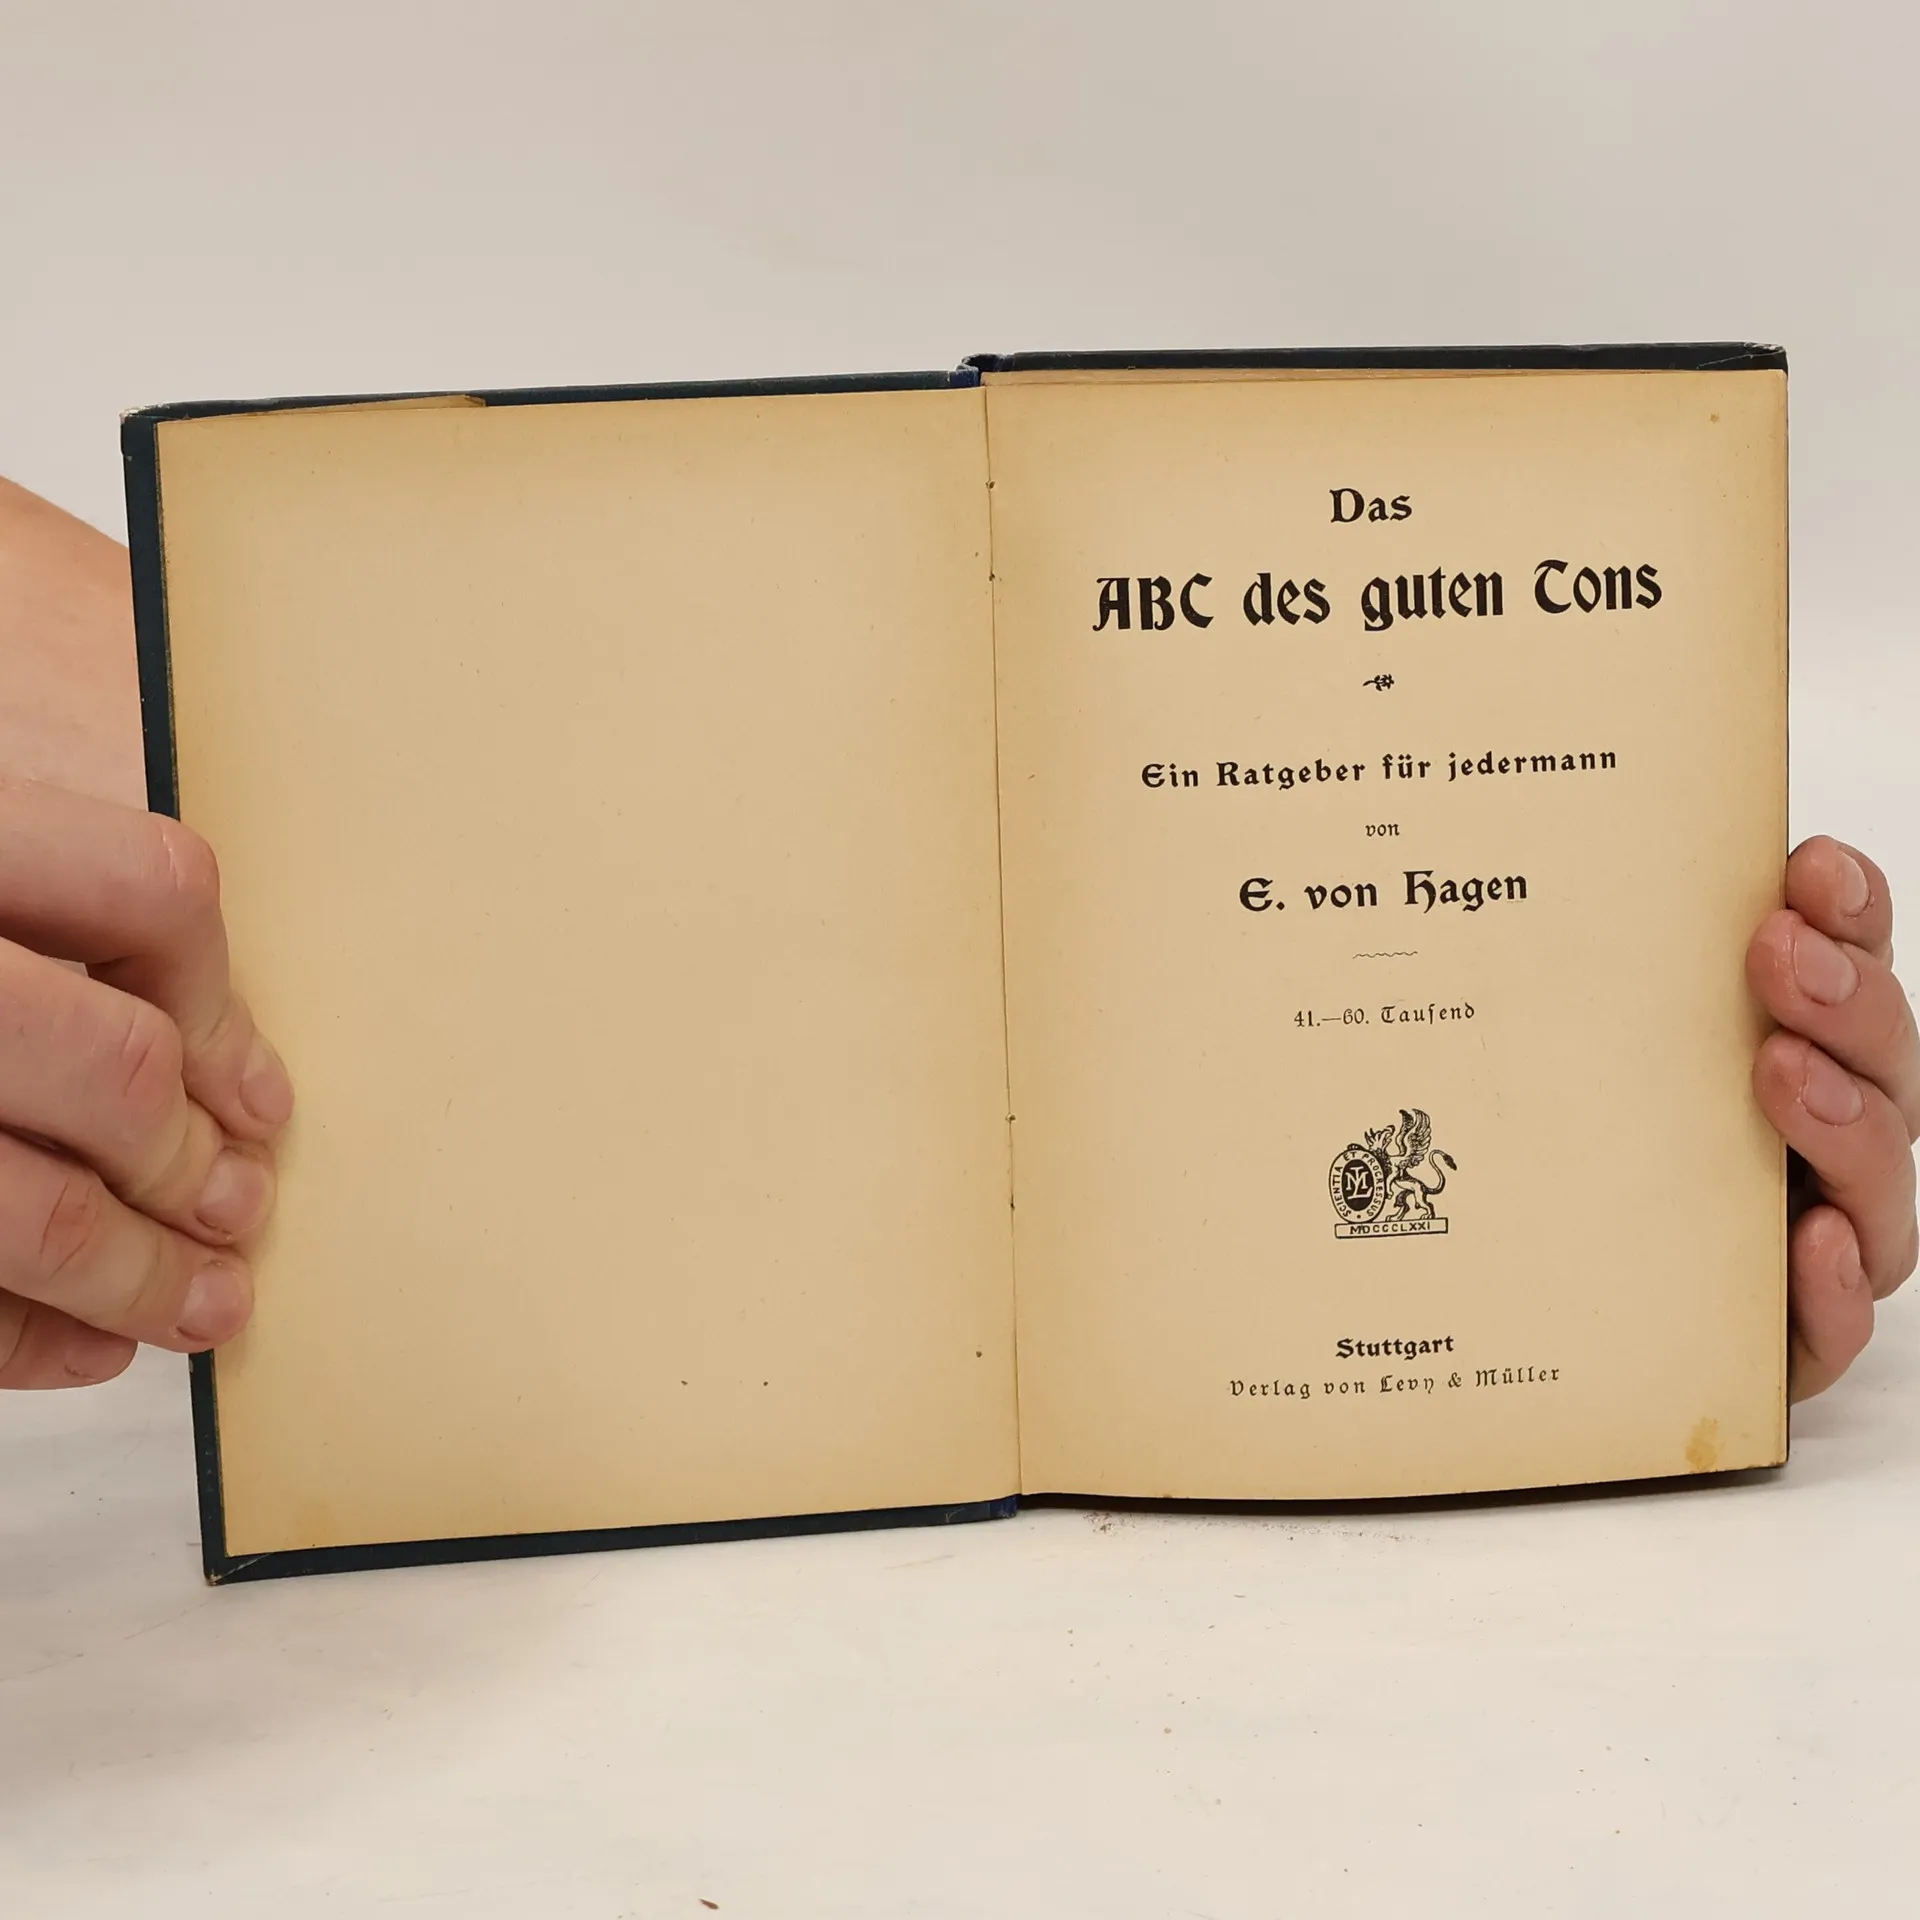 Das
ABC des guten Tons
Ein Ratgeber für jedermann
von
E. von Hagen
41.—60. Tauſend
SCIENTIA ET PROGRESSUS
MDCCCLXXI
Stuttgart
Verlag von Levy & Müller